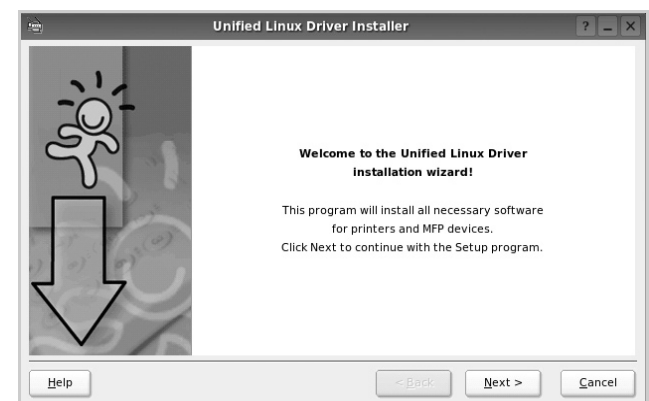 Unified Linux Driver Installer
Welcome to the Unified Linux Driver
installation wizard!
This program will install all necessary software
for printers and MFP devices.
Click Next to continue with the Setup program.
Help
< Back
Next >
Cancel